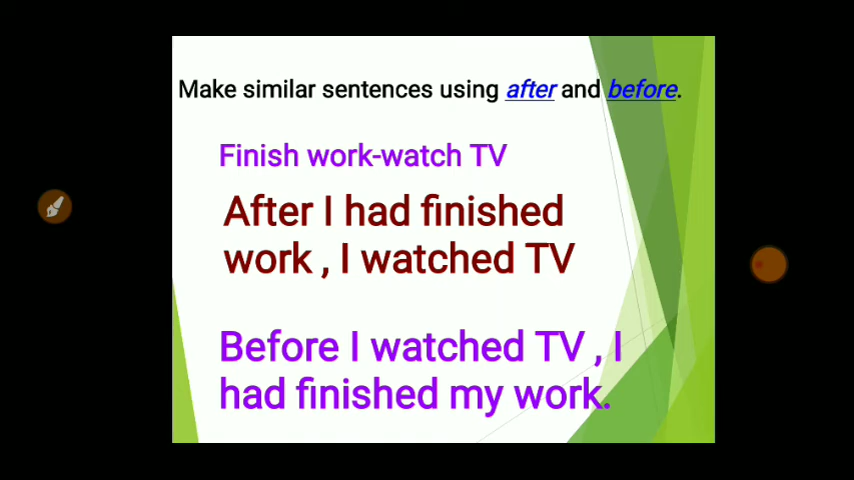 Make similar sentences using after and before.
Finish work-watch TV
After I had finished
work , I watched TV
Before I watched TV , I
had finished my work.